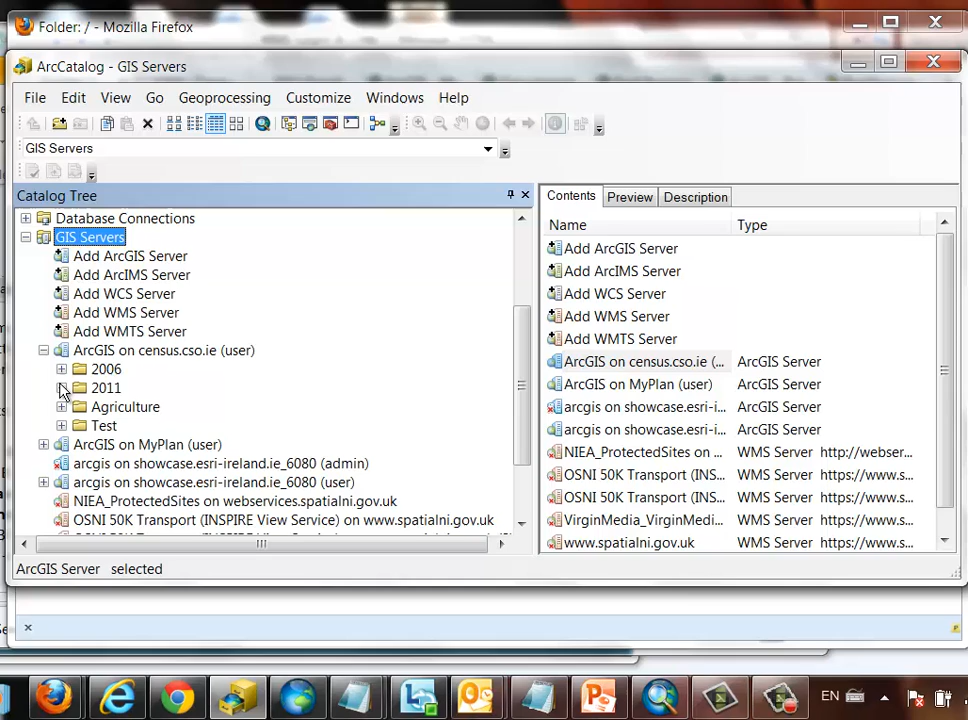 Folder: / - Mozilla Firefox
ArcCatalog - GIS Servers
File Edit View Go Geoprocessing Customize Windows Help
GIS Servers
Catalog Tree
Database Connections
GIS Servers
Add ArcGIS Server
Add ArcIMS Server
Add WCS Server
Add WMS Server
Add WMTS Server
ArcGIS on census.cso.ie (user)
2006
2011
Agriculture
Test
ArcGIS on MyPlan (user)
arcgis on showcase.esri-ireland.ie_6080 (admin)
arcgis on showcase.esri-ireland.ie_6080 (user)
NIEA_ProtectedSites on webservices.spatialni.gov.uk
OSNI 50K Transport (INSPIRE View Service) on www.spatialni.gov.uk
Contents Preview Description
Name Type
Add ArcGIS Server
Add ArcIMS Server
Add WCS Server
Add WMS Server
Add WMTS Server
ArcGIS on census.cso.ie (... ArcGIS Server
ArcGIS on MyPlan (user) ArcGIS Server
arcgis on showcase.esri-i... ArcGIS Server
arcgis on showcase.esri-i... ArcGIS Server
NIEA_ProtectedSites on ... WMS Server http://webser...
OSNI 50K Transport (INS... WMS Server https://www.s...
OSNI 50K Transport (INS... WMS Server https://www.s...
VirginMedia_VirginMedi... WMS Server https://www.s...
www.spatialni.gov.uk WMS Server https://www.s...
ArcGIS Server selected
EN